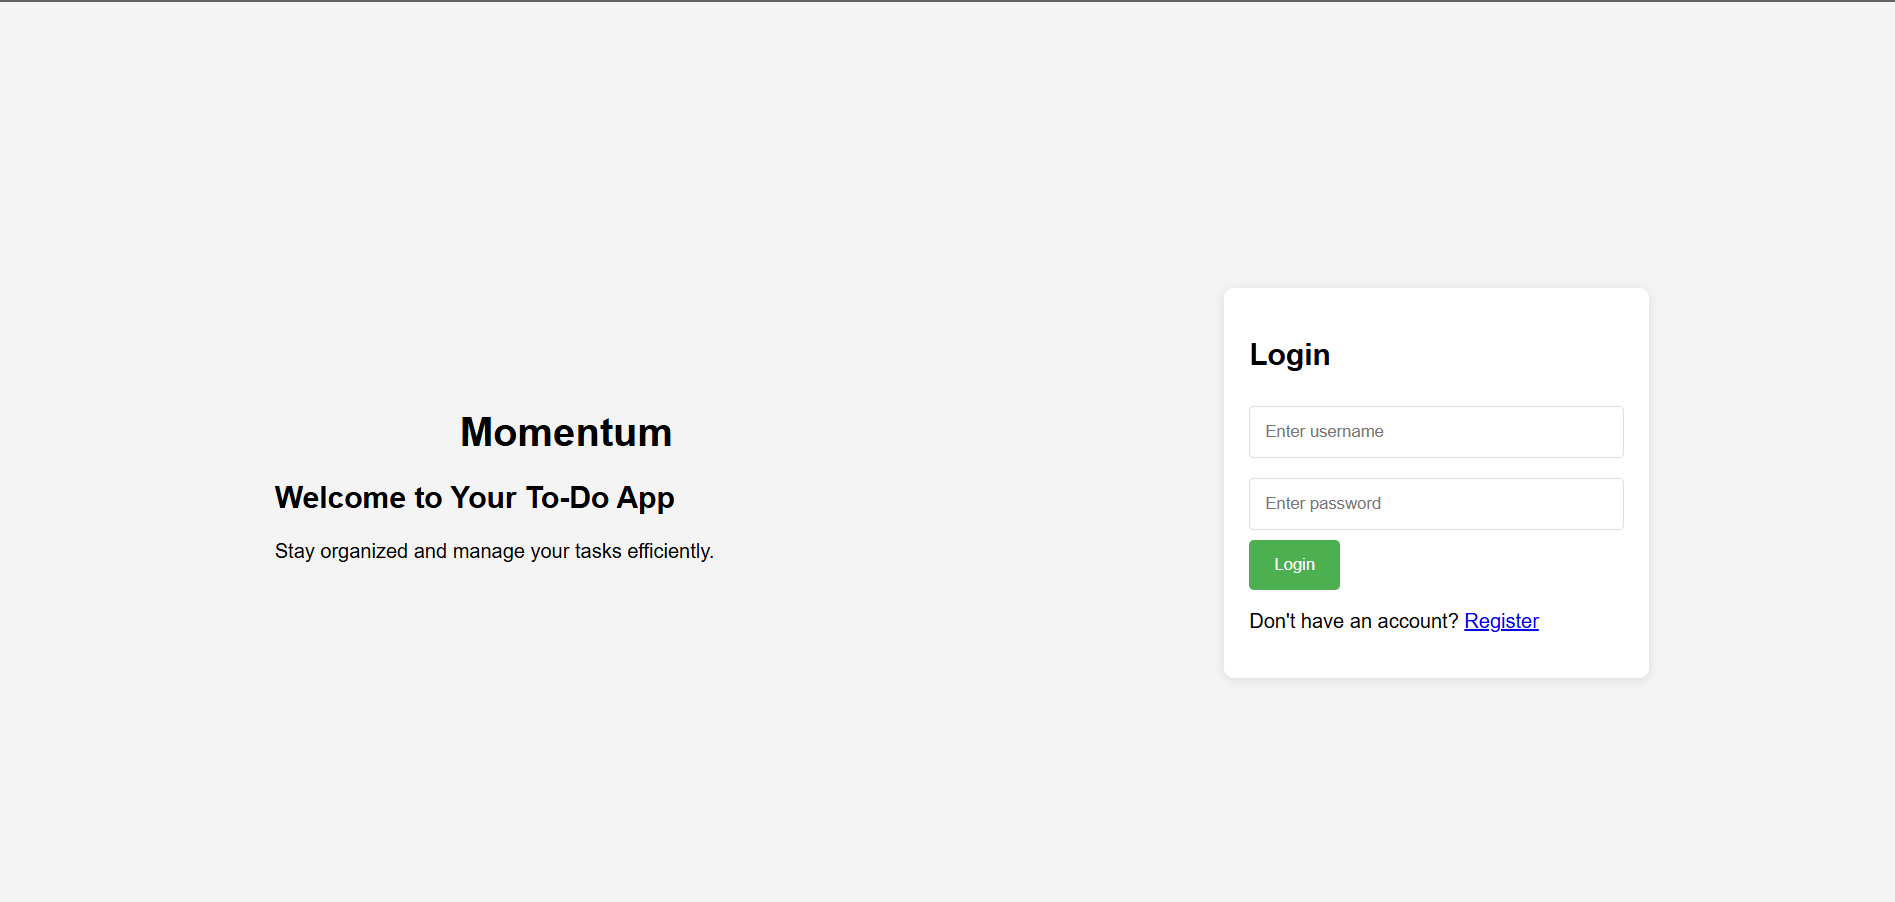 Momentum
Welcome to Your To-Do App
Stay organized and manage your tasks efficiently.
Login
Enter username
Enter password
Login
Don't have an account? Register